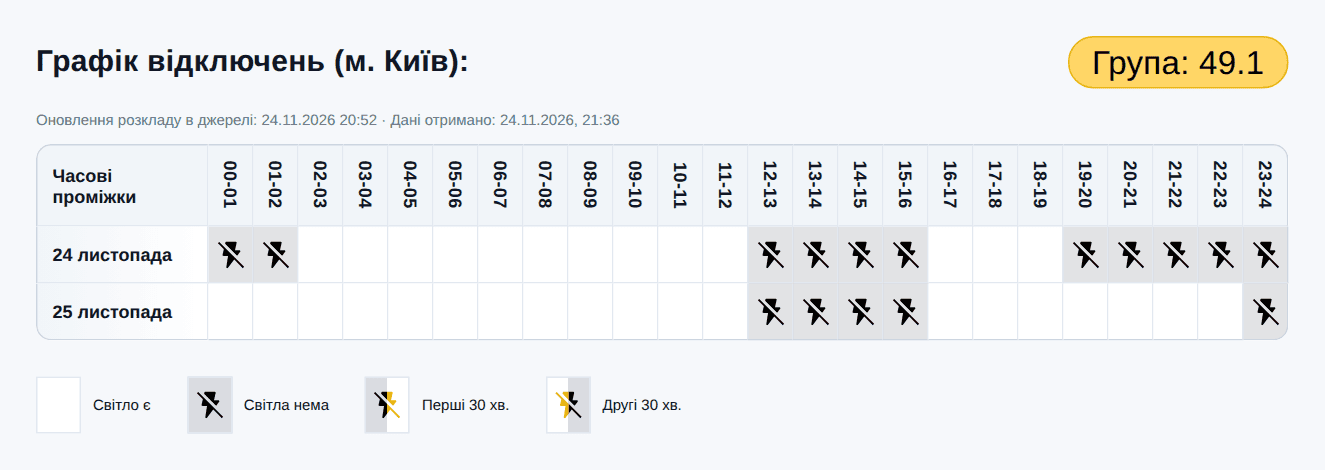 Графік відключень (м. Київ):
Група: 49.1
Оновлення розкладу в джерелі: 24.11.2026 20:52 · Дані отримано: 24.11.2026, 21:36
Часові
проміжки
00-01 01-02 02-03 03-04 04-05 05-06 06-07 07-08 08-09 09-10 10-11 11-12 12-13 13-14 14-15 15-16 16-17 17-18 18-19 19-20 20-21 21-22 22-23 23-24
24 листопада
25 листопада
Світло є
Світла нема
Перші 30 хв.
Другі 30 хв.